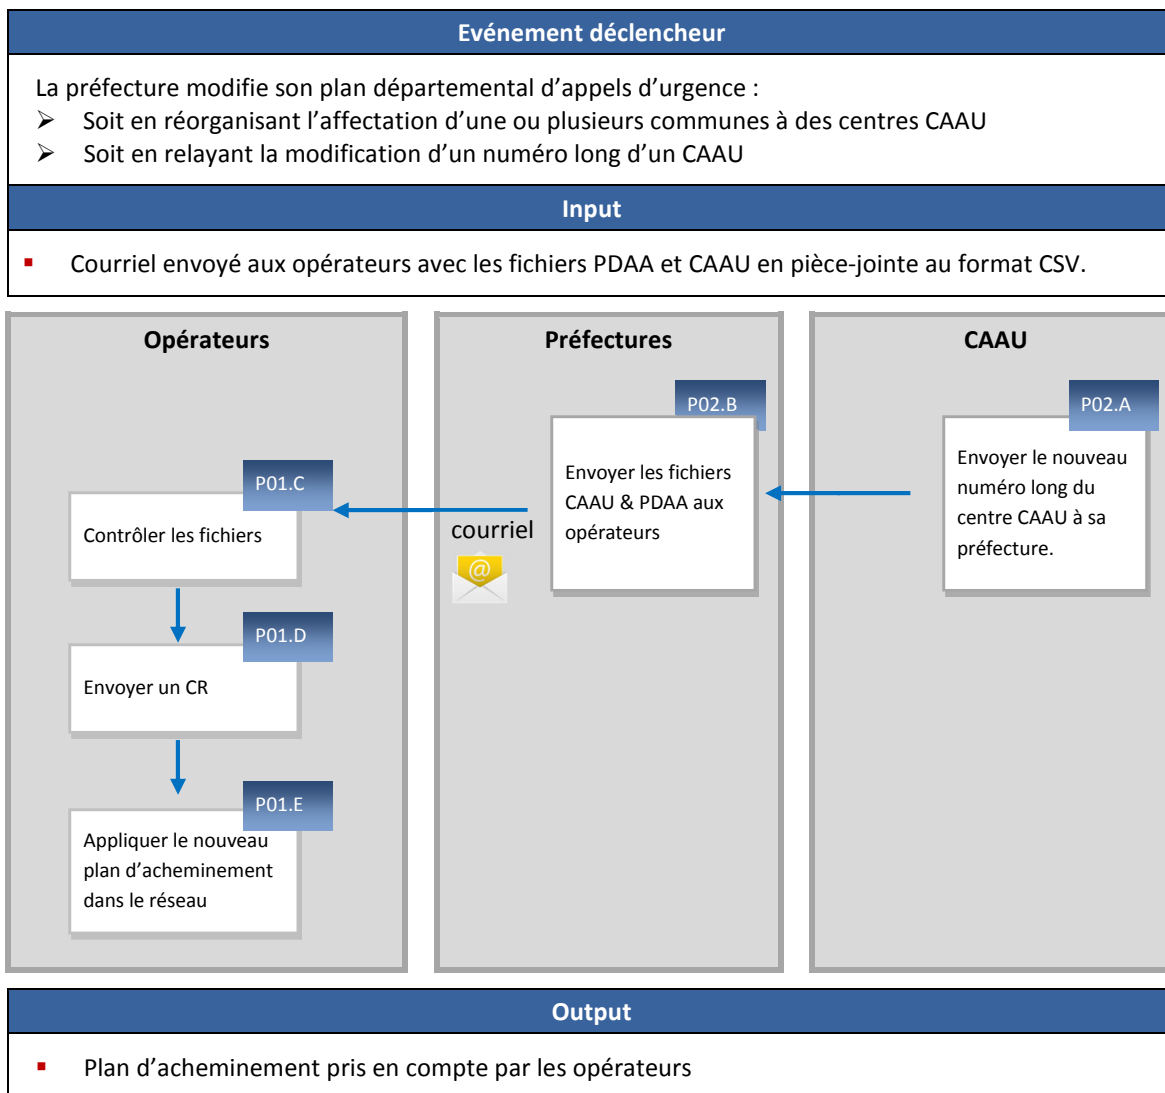 Evénement déclencheur
La préfecture modifie son plan départemental d’appels d’urgence :
➢ Soit en réorganisant l’affectation d’une ou plusieurs communes à des centres CAAU
➢ Soit en relayant la modification d’un numéro long d’un CAAU
Input
▪ Courriel envoyé aux opérateurs avec les fichiers PDAA et CAAU en pièce-jointe au format CSV.
Opérateurs
Préfectures
CAAU
P02.A
Envoyer le nouveau
numéro long du
centre CAAU à sa
préfecture.
P02.B
Envoyer les fichiers
CAAU & PDAA aux
opérateurs
courriel
@
P01.C
Contrôler les fichiers
P01.D
Envoyer un CR
P01.E
Appliquer le nouveau
plan d’acheminement
dans le réseau
Output
▪ Plan d’acheminement pris en compte par les opérateurs